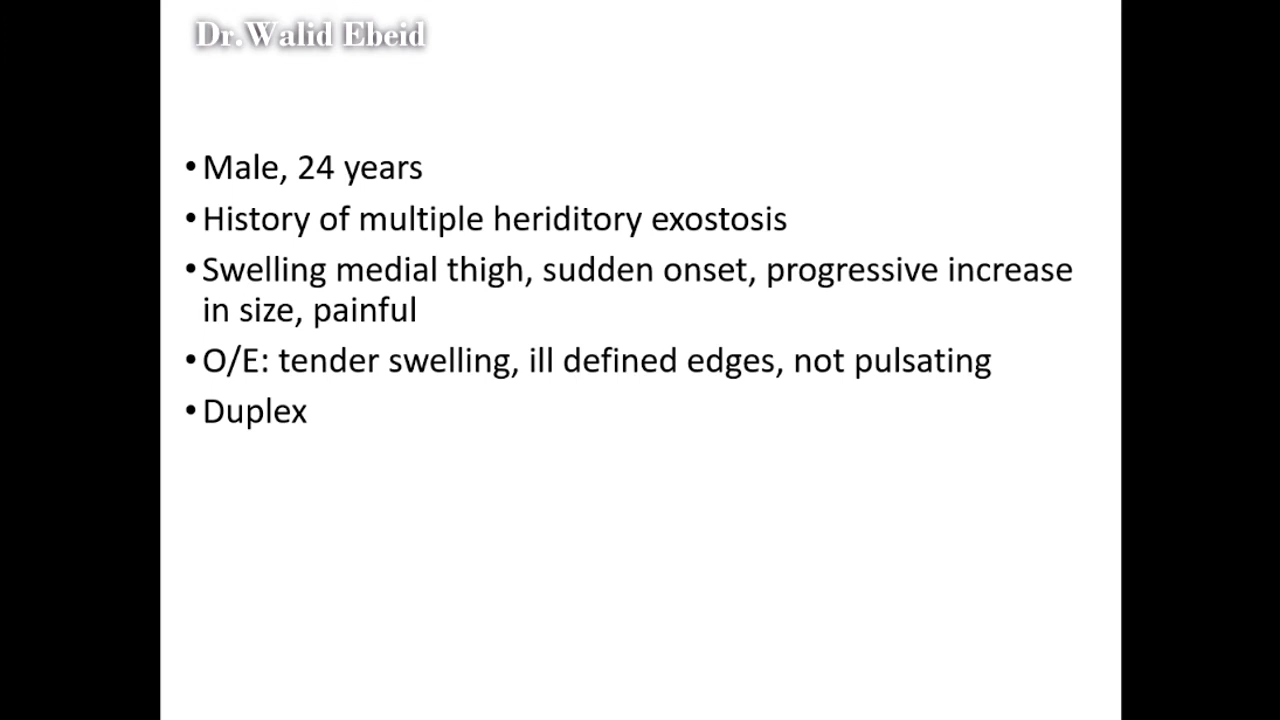 Dr.Walid Ebeid
•Male, 24 years
•History of multiple heriditory exostosis
•Swelling medial thigh, sudden onset, progressive increase
in size, painful
•O/E: tender swelling, ill defined edges, not pulsating
•Duplex